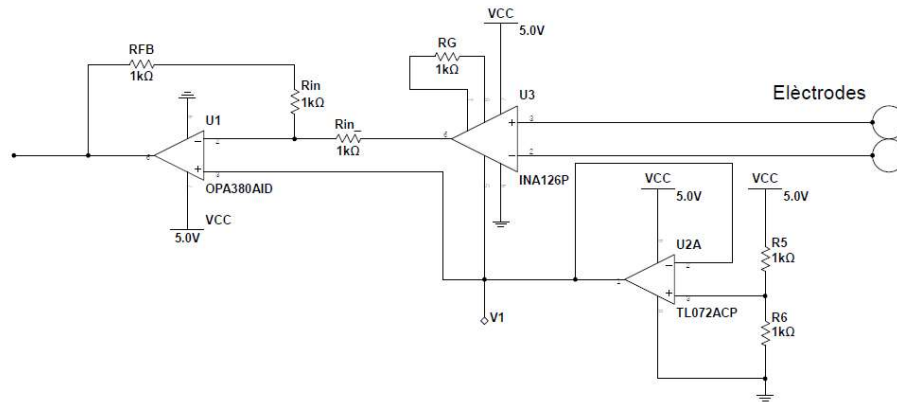 VCC
5.0V
RFB
1kΩ
RG
1kΩ
Rin
1kΩ
U3
Elèctrodes
U1
Rin_
1kΩ
INA126P
OPA380AID
VCC
5.0V
VCC
5.0V
VCC
5.0V
U2A
R5
1kΩ
TL072ACP
R6
1kΩ
V1